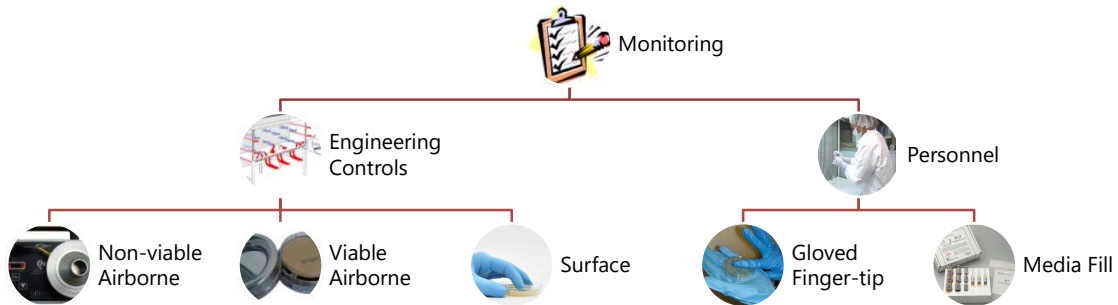 Monitoring
Engineering
Controls
Personnel
Non-viable
Airborne
Viable
Airborne
Surface
Gloved
Finger-tip
Media Fill